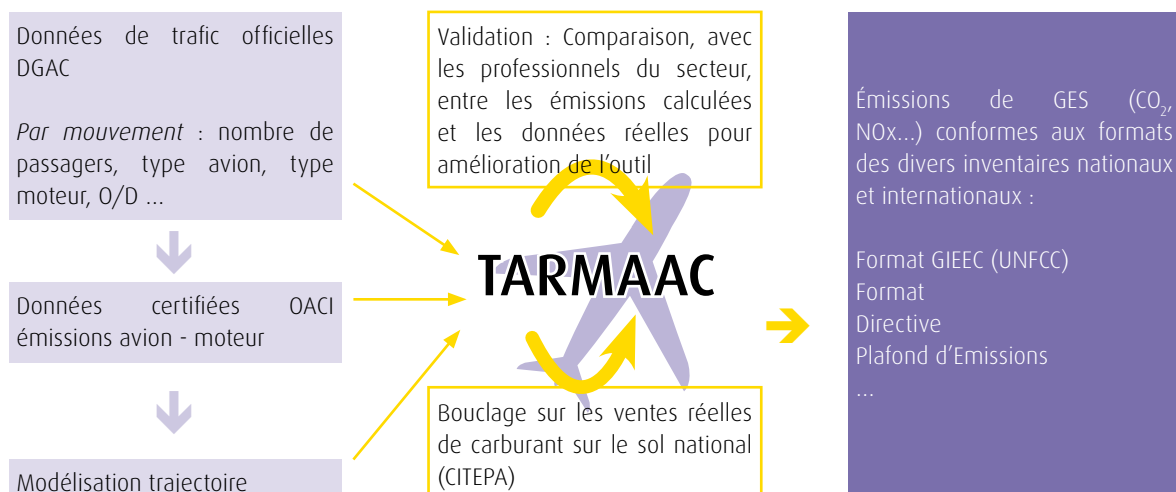 Données de trafic officielles
DGAC
Par mouvement : nombre de
passagers, type avion, type
moteur, O/D ...
Données certifiées OACI
émissions avion - moteur
Modélisation trajectoire
Validation : Comparaison, avec
les professionnels du secteur,
entre les émissions calculées
et les données réelles pour
amélioration de l'outil
TARMAAC
Bouclage sur les ventes réelles
de carburant sur le sol national
(CITEPA)
Émissions de GES (CO₂,
NOx...) conformes aux formats
des divers inventaires nationaux
et internationaux :
Format GIEEC (UNFCC)
Format
Directive
Plafond d'Emissions
...